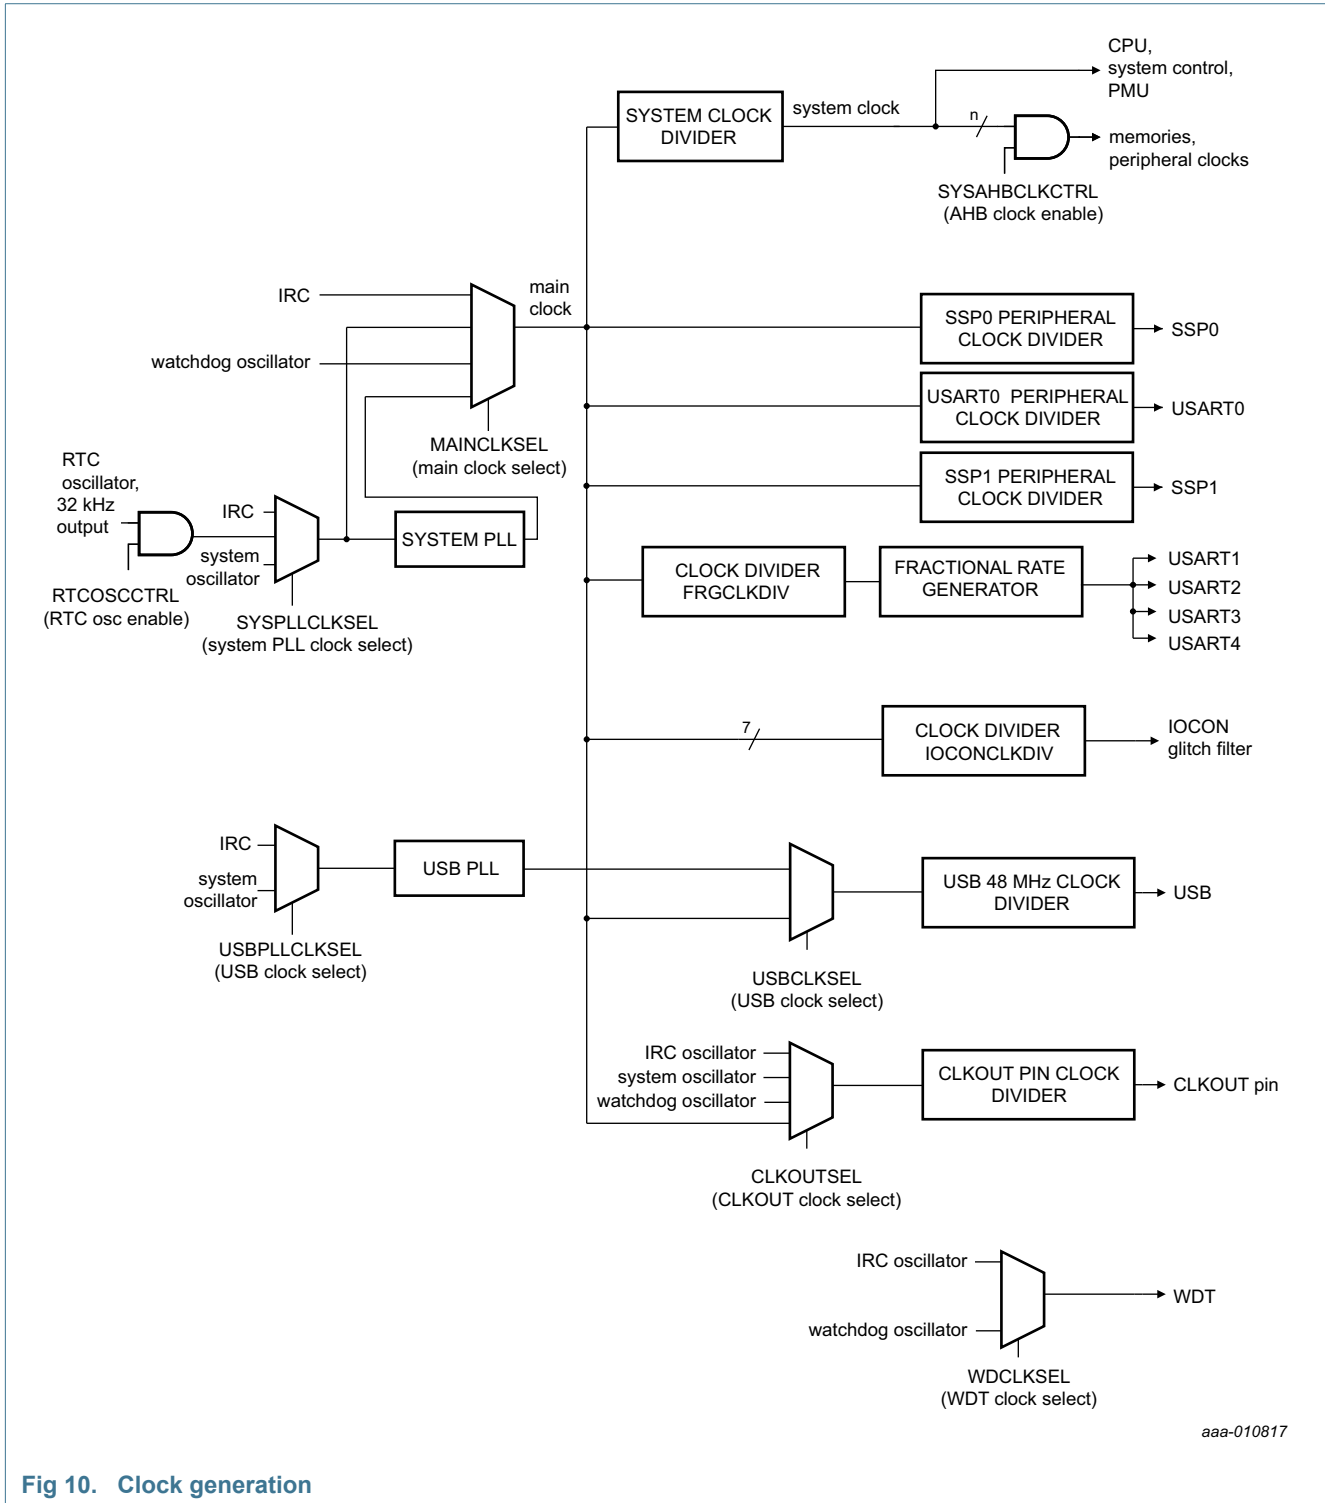 CPU,
system control,
PMU
SYSTEM CLOCK
DIVIDER
system clock
n
memories,
peripheral clocks
SYSAHBCLKCTRL
(AHB clock enable)
IRC
main
clock
watchdog oscillator
MAINCLKSEL
(main clock select)
SSP0 PERIPHERAL
CLOCK DIVIDER
SSP0
USART0 PERIPHERAL
CLOCK DIVIDER
USART0
SSP1 PERIPHERAL
CLOCK DIVIDER
SSP1
RTC
oscillator,
32 kHz
output
IRC
system
oscillator
SYSTEM PLL
RTCOSCCTRL
(RTC osc enable)
SYSPLLCLKSEL
(system PLL clock select)
CLOCK DIVIDER
FRGCLKDIV
FRACTIONAL RATE
GENERATOR
USART1
USART2
USART3
USART4
7
CLOCK DIVIDER
IOCONCLKDIV
IOCON
glitch filter
IRC
system
oscillator
USB PLL
USBPLLCLKSEL
(USB clock select)
USB 48 MHz CLOCK
DIVIDER
USB
USBCLKSEL
(USB clock select)
IRC oscillator
system oscillator
watchdog oscillator
CLKOUT PIN CLOCK
DIVIDER
CLKOUT pin
CLKOUTSEL
(CLKOUT clock select)
IRC oscillator
watchdog oscillator
WDT
WDCLKSEL
(WDT clock select)
aaa-010817
Fig 10. Clock generation